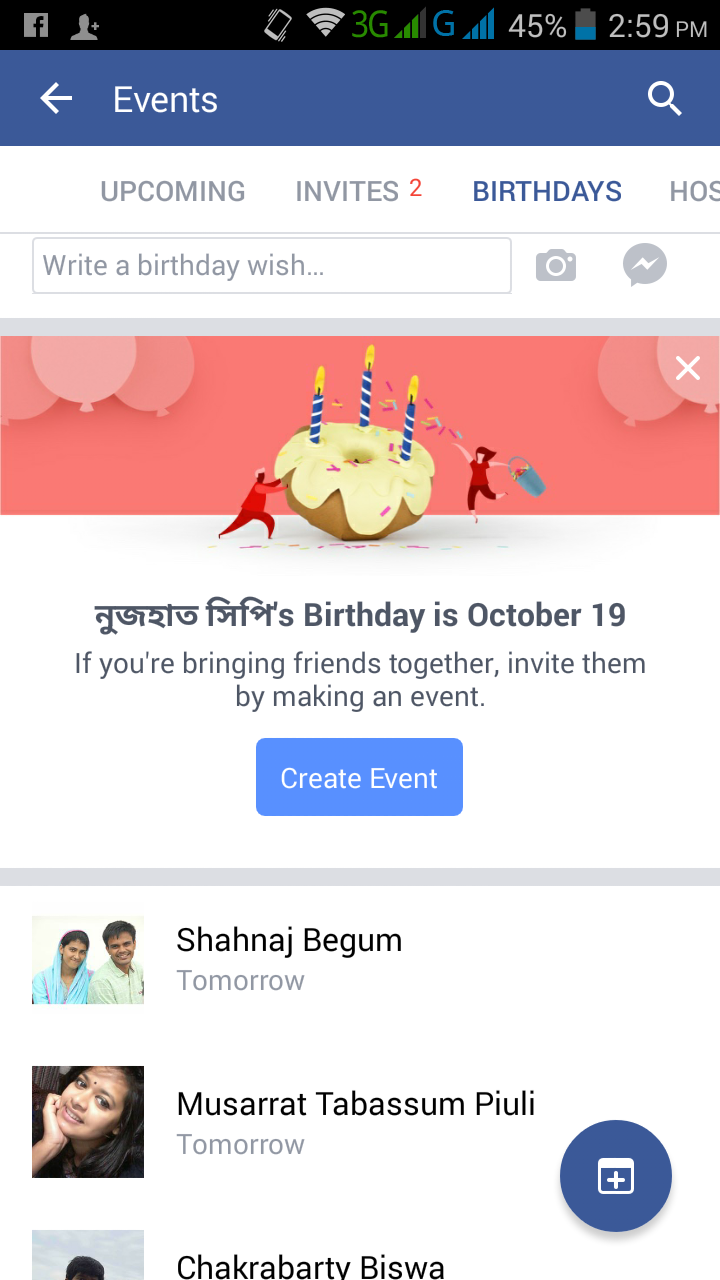 3G G 45% 2:59 PM
Events
UPCOMING INVITES 2 BIRTHDAYS HOS
Write a birthday wish...
নুজহাত সিপি's Birthday is October 19
If you're bringing friends together, invite them
by making an event.
Create Event
Shahnaj Begum
Tomorrow
Musarrat Tabassum Piuli
Tomorrow
Chakrabarty Biswa